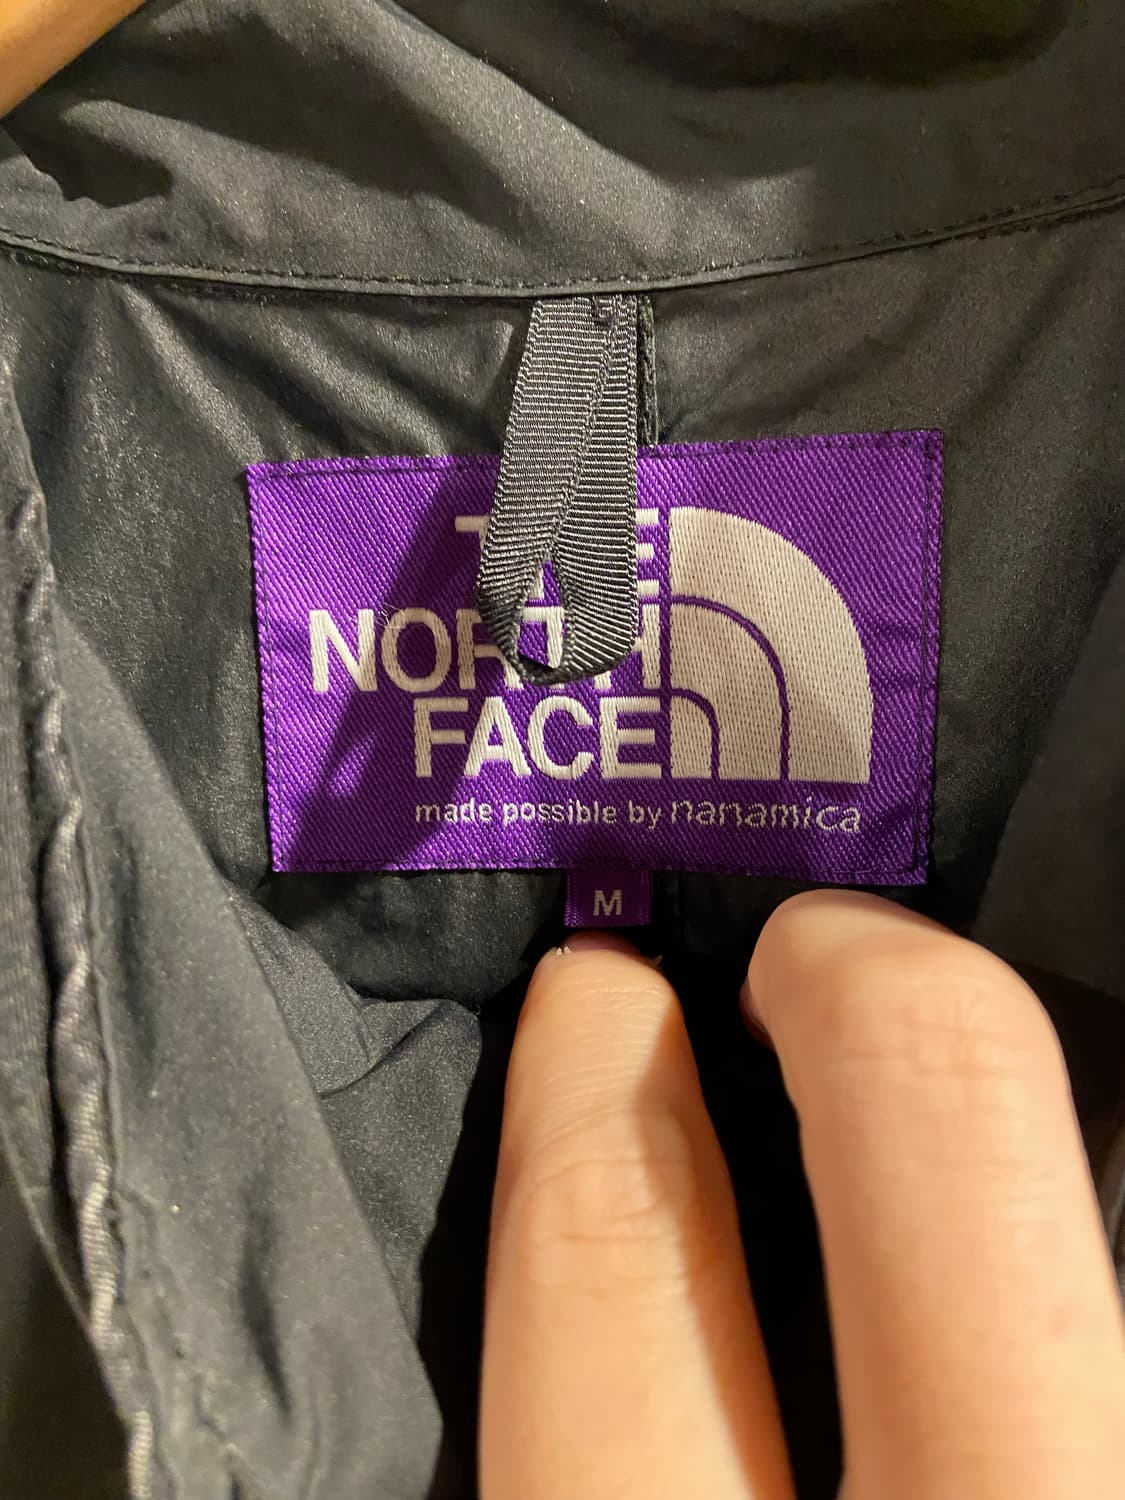 THE
NORTH
FACE
made possible by nanamica
M